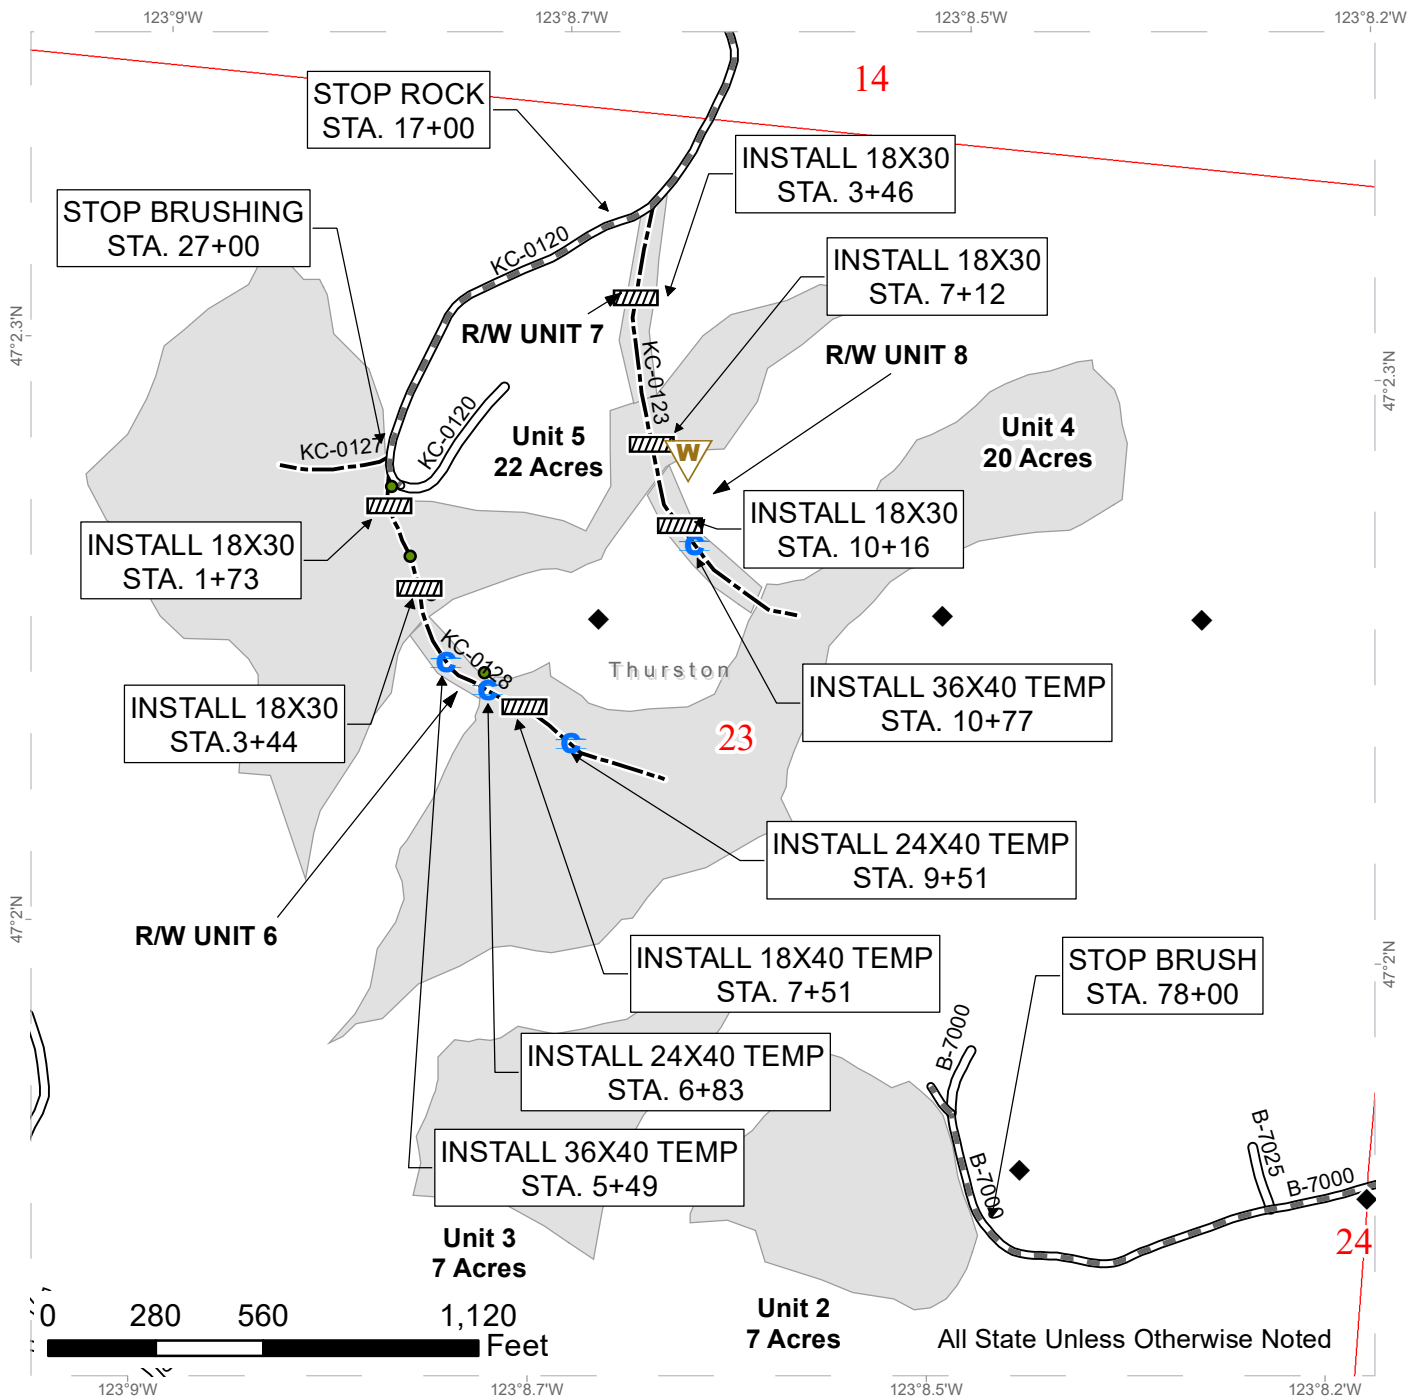 123°9'W
123°8.7'W
123°8.5'W
123°8.2'W
14
STOP ROCK
STA. 17+00
INSTALL 18X30
STA. 3+46
STOP BRUSHING
STA. 27+00
KC-0120
INSTALL 18X30
STA. 7+12
47°2.3'N
R/W UNIT 7
R/W UNIT 8
47°2.3'N
KC-0123
KC-0120
KC-0127
Unit 5
22 Acres
Unit 4
20 Acres
W
INSTALL 18X30
STA. 10+16
INSTALL 18X30
STA. 1+73
C
KC-0128
C
C
Thurston
INSTALL 36X40 TEMP
STA. 10+77
INSTALL 18X30
STA.3+44
23
C
INSTALL 24X40 TEMP
STA. 9+51
47°2'N
R/W UNIT 6
INSTALL 18X40 TEMP
STA. 7+51
STOP BRUSH
STA. 78+00
47°2'N
B-7000
INSTALL 24X40 TEMP
STA. 6+83
INSTALL 36X40 TEMP
STA. 5+49
B-7000
B-7025
B-7000
Unit 3
7 Acres
24
Unit 2
7 Acres
0 280 560 1,120
Feet
All State Unless Otherwise Noted
123°9'W
123°8.7'W
123°8.5'W
123°8.2'W